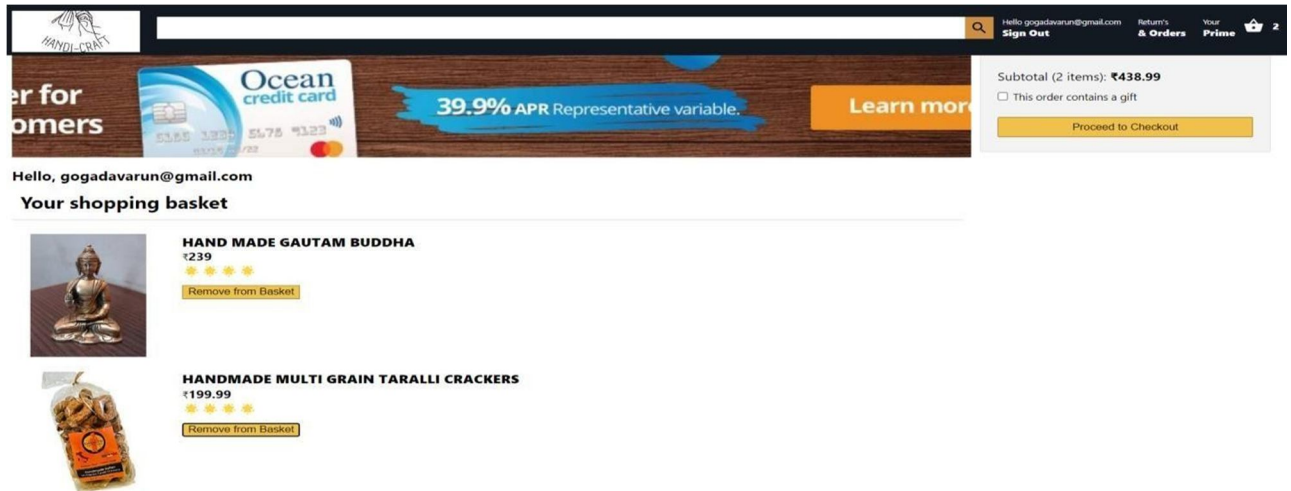 HANDI-CRAFT
Hello gogadavarun@gmail.com
Sign Out
Return's
& Orders
Your
Prime
2
er for
omers
Ocean
credit card
39.9% APR Representative variable.
Learn mor
Subtotal (2 items): ₹438.99
This order contains a gift
Proceed to Checkout
Hello, gogadavarun@gmail.com
Your shopping basket
HAND MADE GAUTAM BUDDHA
₹239
Remove from Basket
HANDMADE MULTI GRAIN TARALLI CRACKERS
₹199.99
Remove from Basket